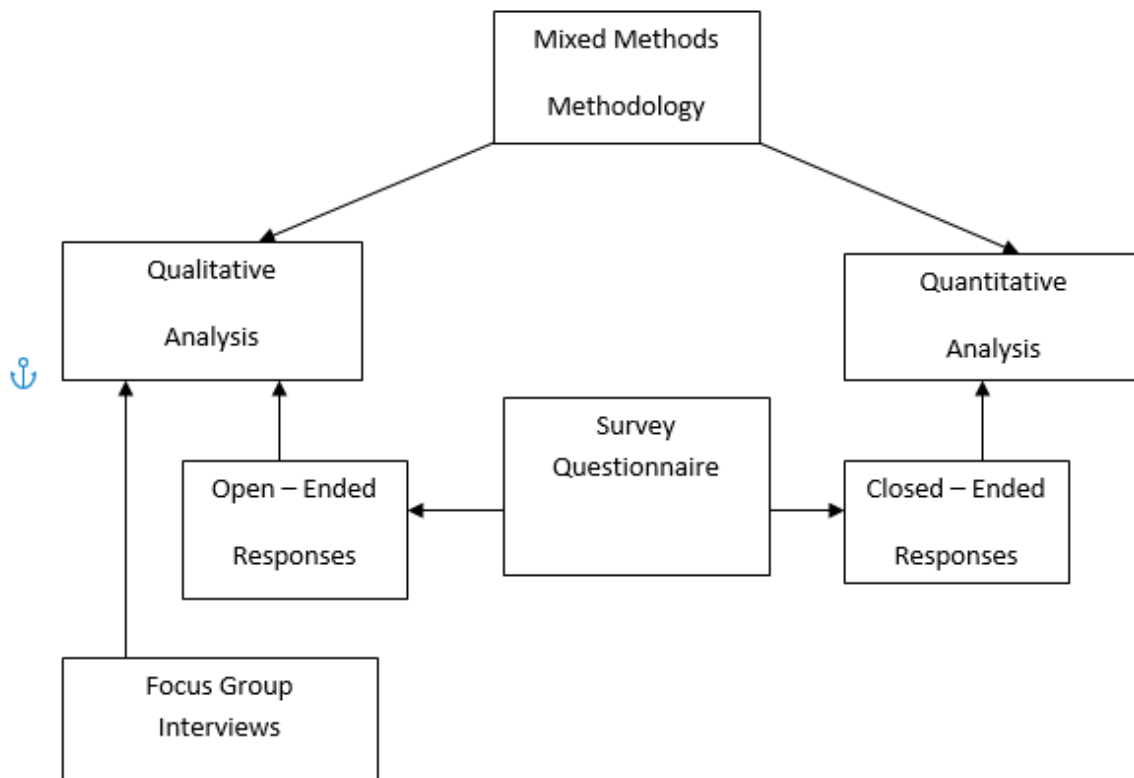 Mixed Methods
Methodology
Qualitative
Analysis
Quantitative
Analysis
Survey
Questionnaire
Open – Ended
Responses
Closed – Ended
Responses
Focus Group
Interviews